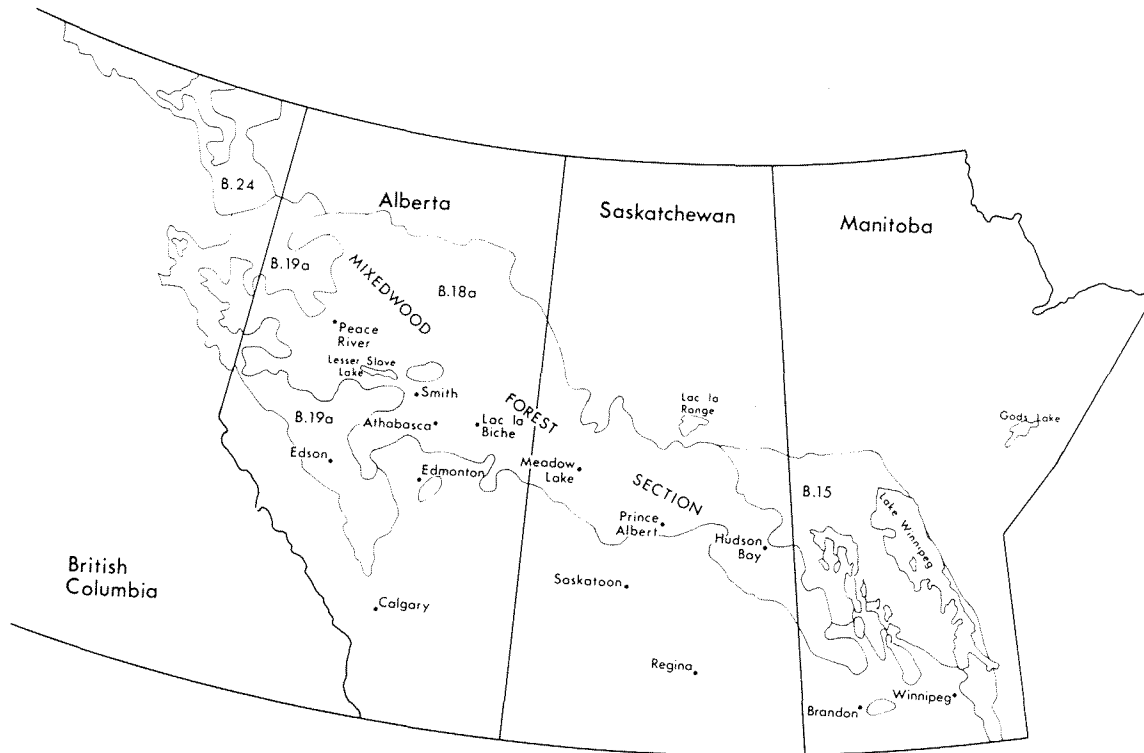 B.24
Alberta
Saskatchewan
Manitoba
B.19a
MIXEDWOOD
B.18a
Peace
River
Lesser Slove
Lake
Smith
B.19a
Athabasca
Lac la
Biche
FOREST
Lac la
Range
Gods Lake
Edson
Edmonton
Meadow
Lake
SECTION
B.15
Lake Winnipeg
Prince
Albert
Hudson
Bay
British
Columbia
Saskatoon
Calgary
Regina
Brandon
Winnipeg